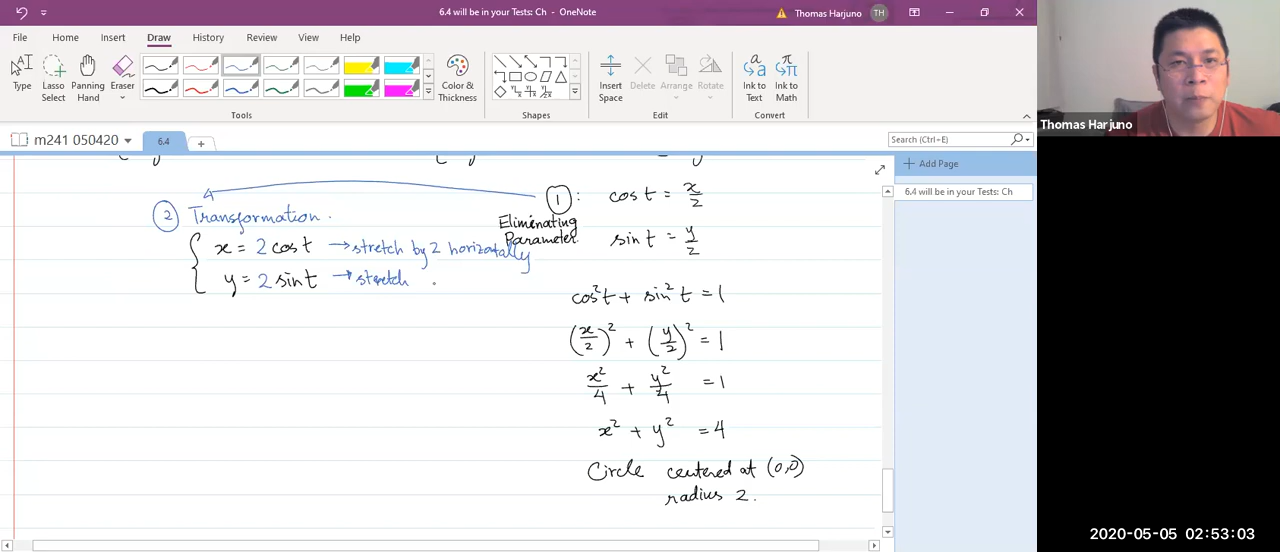 6.4 will be in your Tests: Ch - OneNote
Thomas Harjuno
TH
File
Home
Insert
Draw
History
Review
View
Help
Type
Lasso Select
Panning Hand
Eraser
Color & Thickness
Insert Space
Delete
Arrange
Rotate
Ink to Text
Ink to Math
Tools
Shapes
Edit
Convert
Thomas Harjuno
m241 050420
6.4
Search (Ctrl+E)
Add Page
6.4 will be in your Tests: Ch
② Transformation.
x = 2 cos t → stretch by 2 horizontally
y = 2 sin t → stretch
① :
Eliminating
Parameter.
cos t = x/2
sin t = y/2
cos² t + sin² t = 1
(x/2)² + (y/2)² = 1
x²/4 + y²/4 = 1
x² + y² = 4
Circle centered at (0,0)
radius 2.
2020-05-05 02:53:03